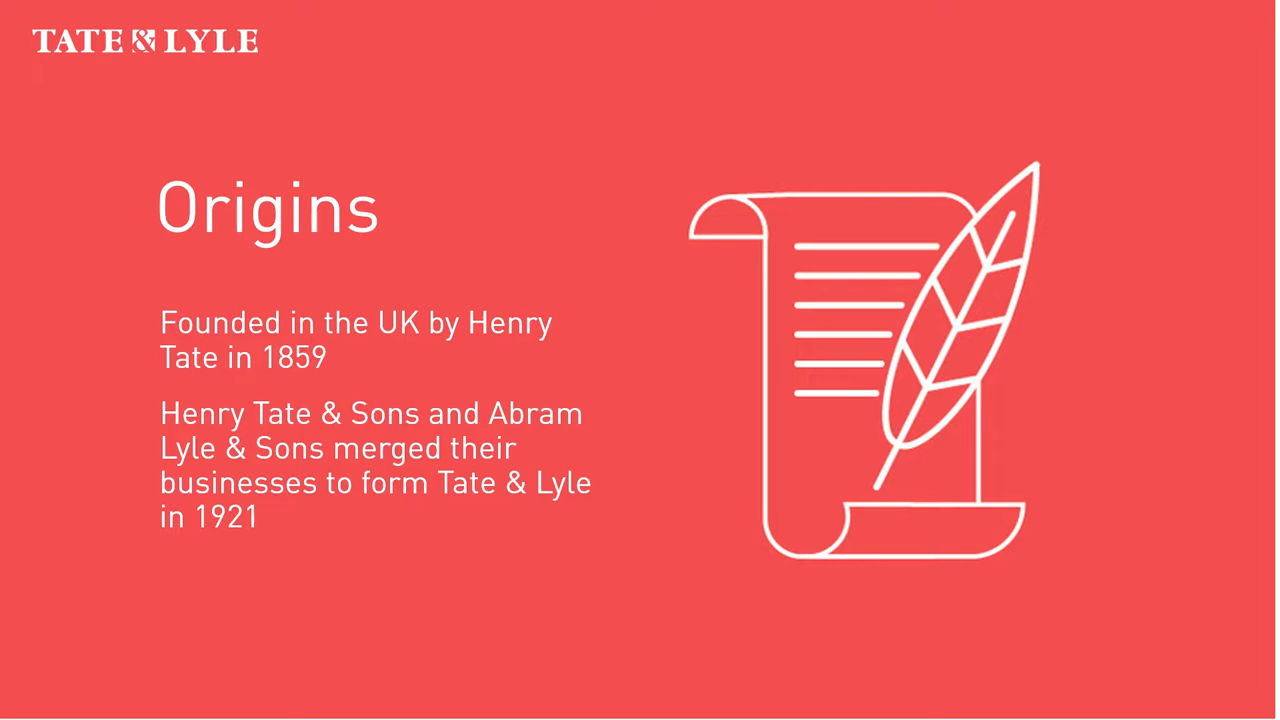 TATE & LYLE
Origins
Founded in the UK by Henry
Tate in 1859
Henry Tate & Sons and Abram
Lyle & Sons merged their
businesses to form Tate & Lyle
in 1921